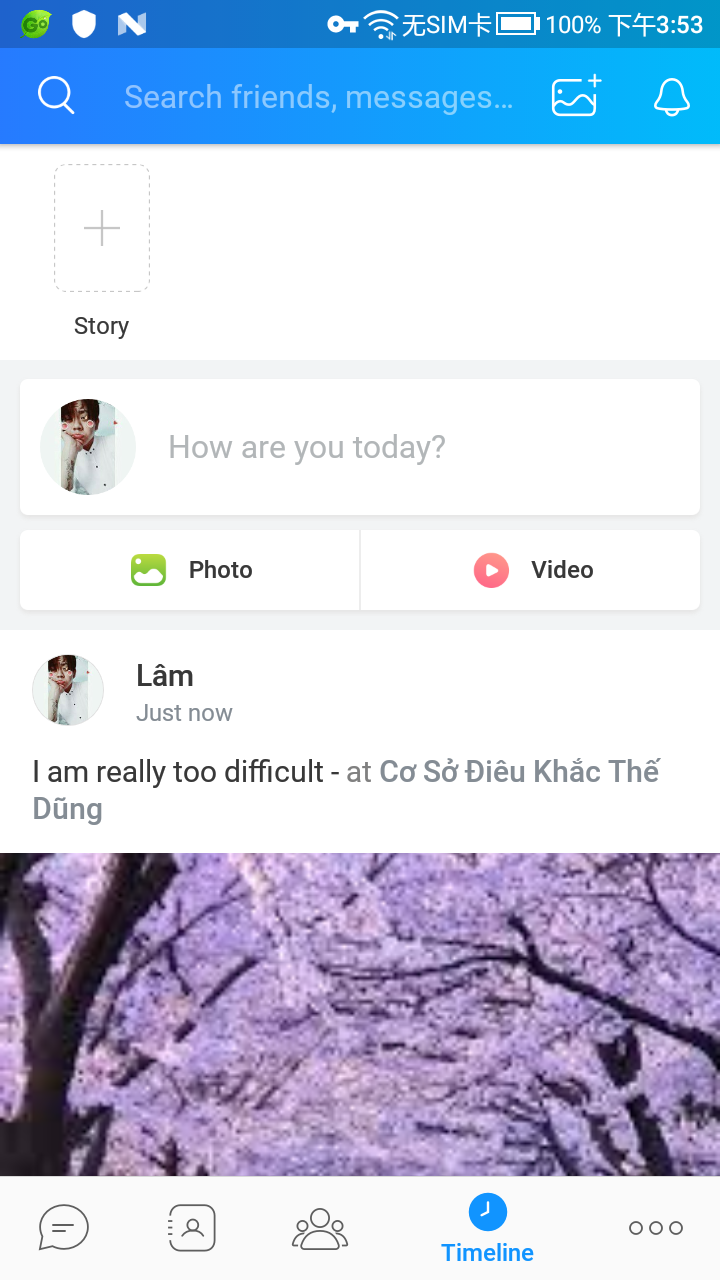 无SIM卡 100% 下午3:53
Search friends, messages...
Story
How are you today?
Photo Video
Lâm
Just now
I am really too difficult - at Cơ Sở Điêu Khắc Thế
Dũng
Timeline